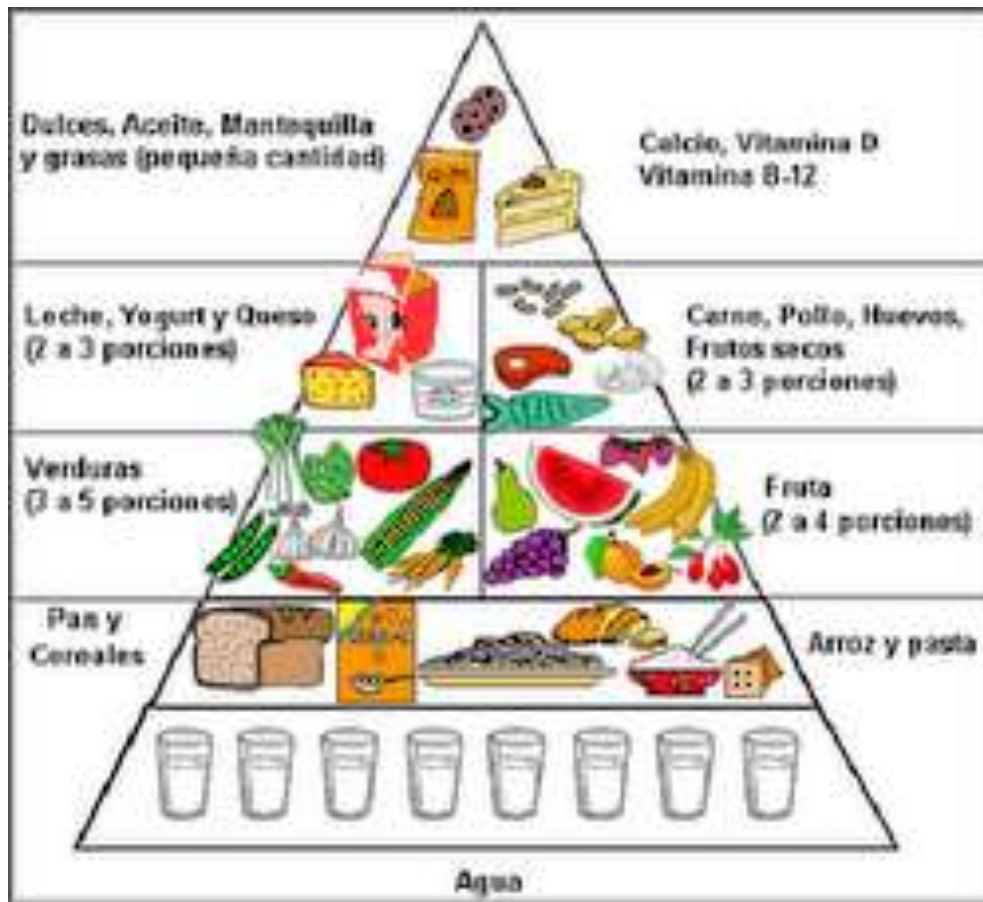 Dulces, Aceite, Mantequilla
y grasas (pequeña cantidad)
Calcio, Vitamina D
Vitamina B-12
Leche, Yogurt y Queso
(2 a 3 porciones)
Carne, Pollo, Huevos,
Frutos secos
(2 a 3 porciones)
Verduras
(3 a 5 porciones)
Fruta
(2 a 4 porciones)
Pan y
Cereales
Arroz y pasta
Agua